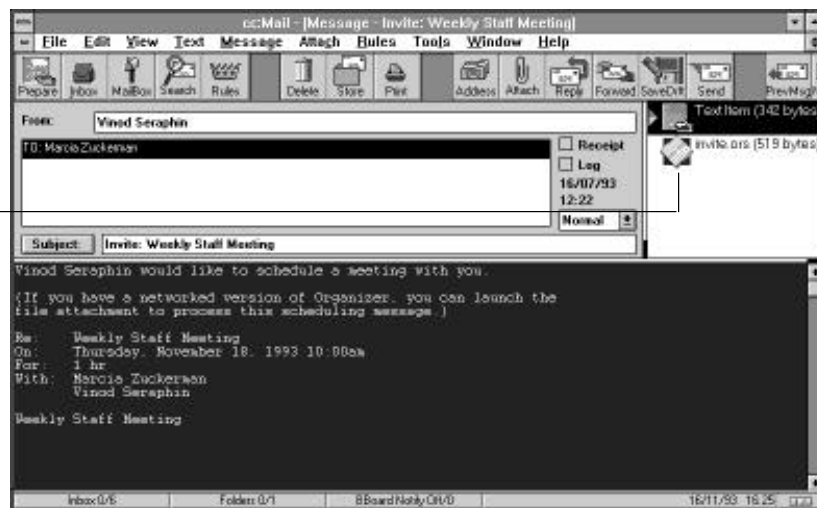 cc:Mail - [Message - Invite: Weekly Staff Meeting]
File Edit View Text Message Attach Rules Tools Window Help
Prepare Inbox MailBox Search Rules Delete Store Print Address Attach Reply Forward SaveDrft Send PrevMsg
From: Vinod Seraphin
Text Item (342 bytes
TO: Marcia Zuckerman
Receipt
invite.ors (519 bytes)
Log
16/07/93
12:22
Normal
Subject: Invite: Weekly Staff Meeting
Vinod Seraphin would like to schedule a meeting with you.
(If you have a networked version of Organizer, you can launch the
file attachment to process this scheduling message.)
Re: Weekly Staff Meeting
On: Thursday, November 18, 1993 10:00am
For: 1 hr
With: Marcia Zuckerman
Vinod Seraphin
Weekly Staff Meeting
Inbox 0/6 Folders 0/1 BBoard Notify Off/0 16/11/93 16:25